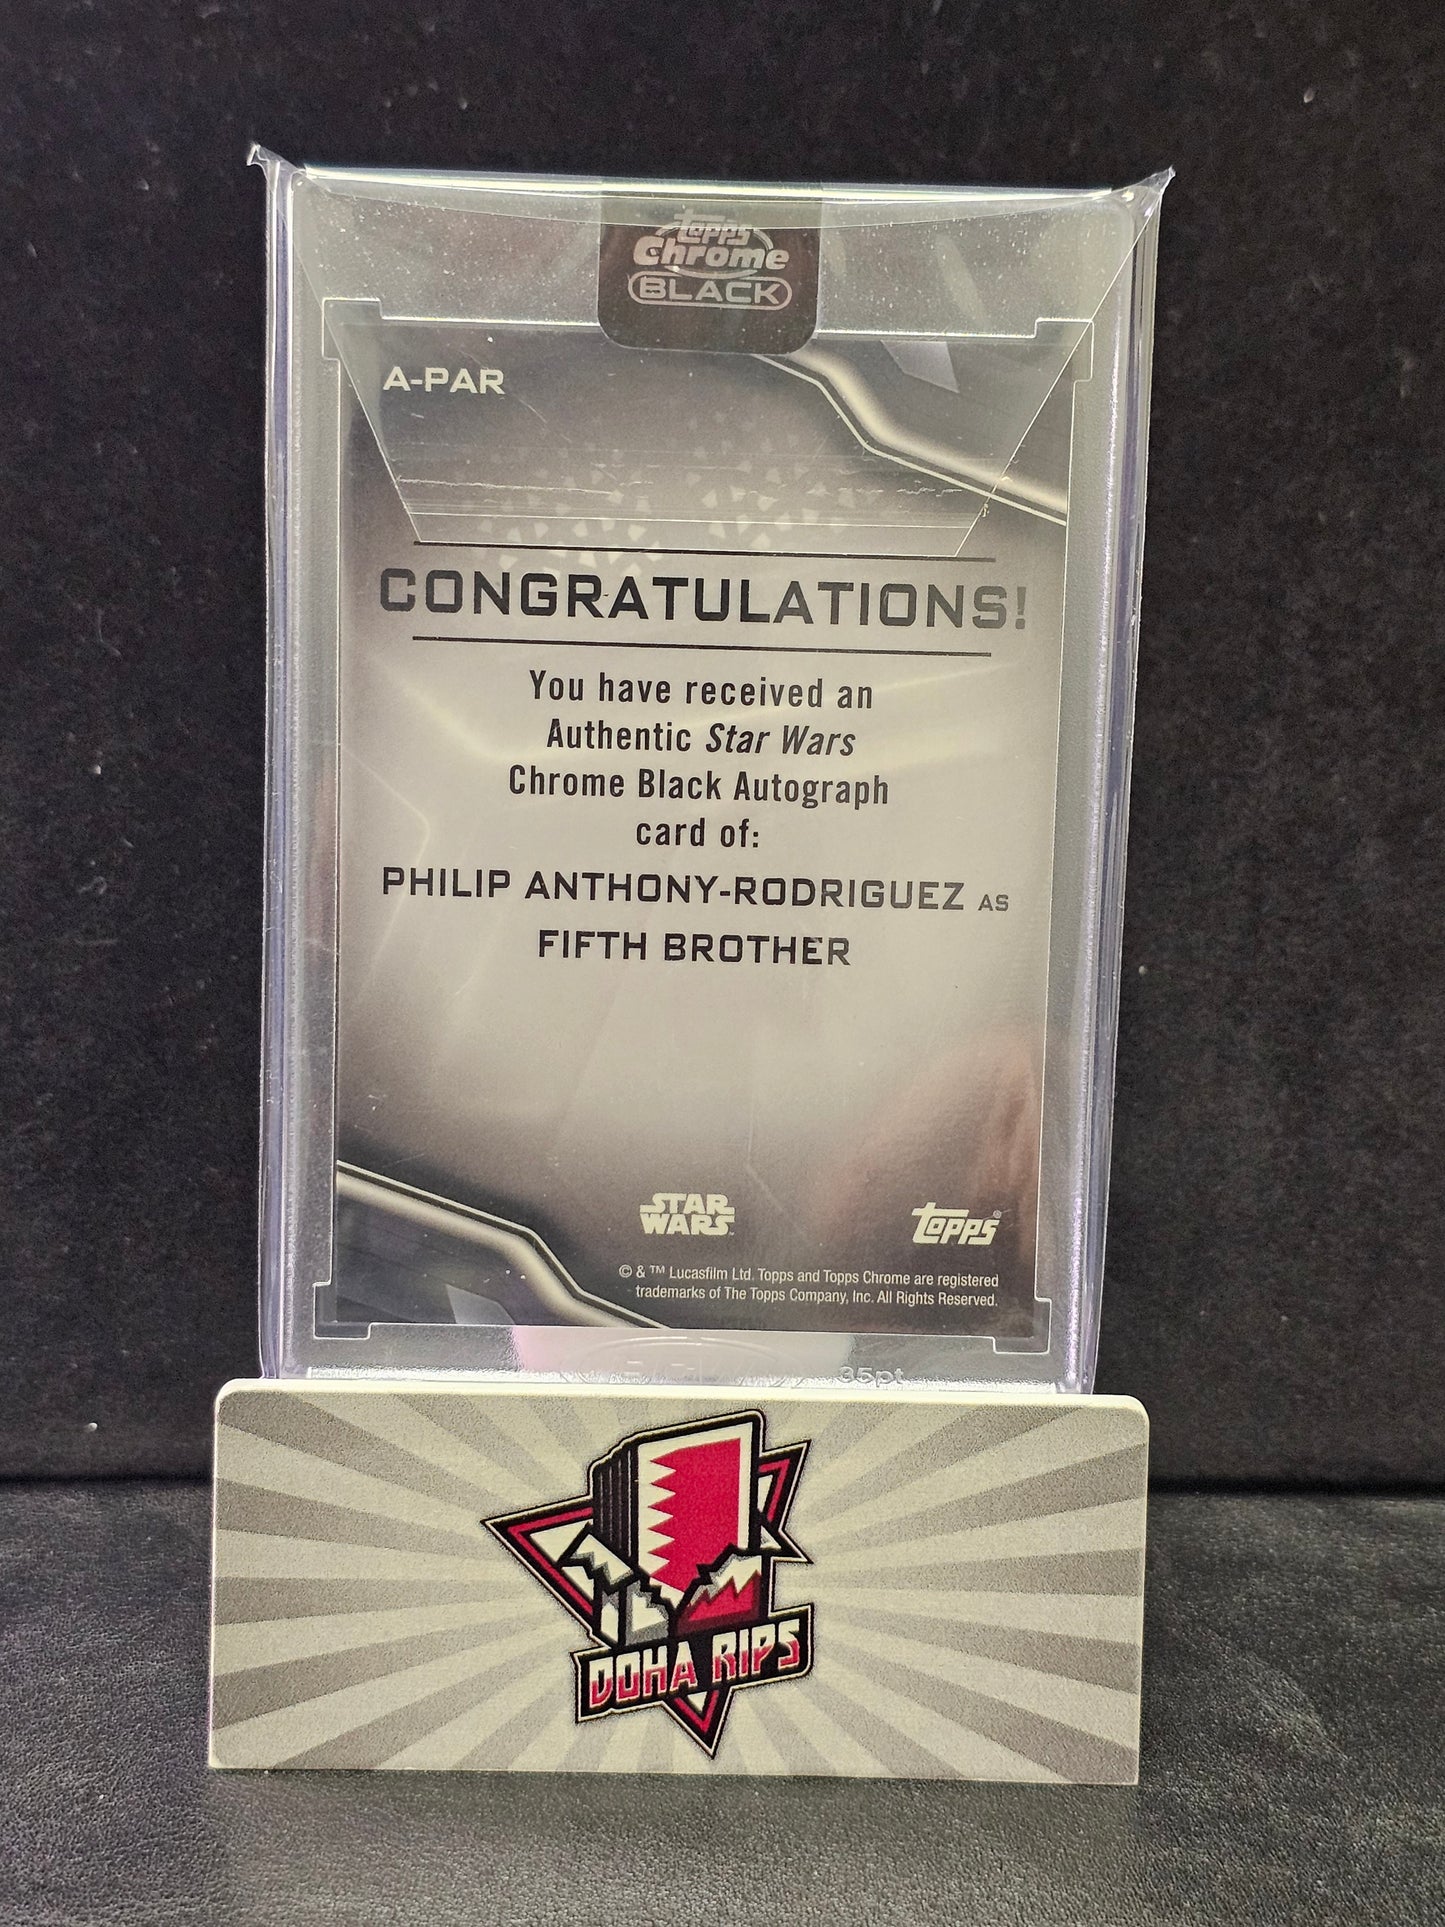 Topps
Chrome
BLACK
A-PAR
CONGRATULATIONS!
You have received an
Authentic Star Wars
Chrome Black Autograph
card of:
PHILIP ANTHONY-RODRIGUEZ AS
FIFTH BROTHER
STAR
WARS
Topps®
© & ™ Lucasfilm Ltd. Topps and Topps Chrome are registered
trademarks of The Topps Company, Inc. All Rights Reserved.
35pt
DOHA RIPS